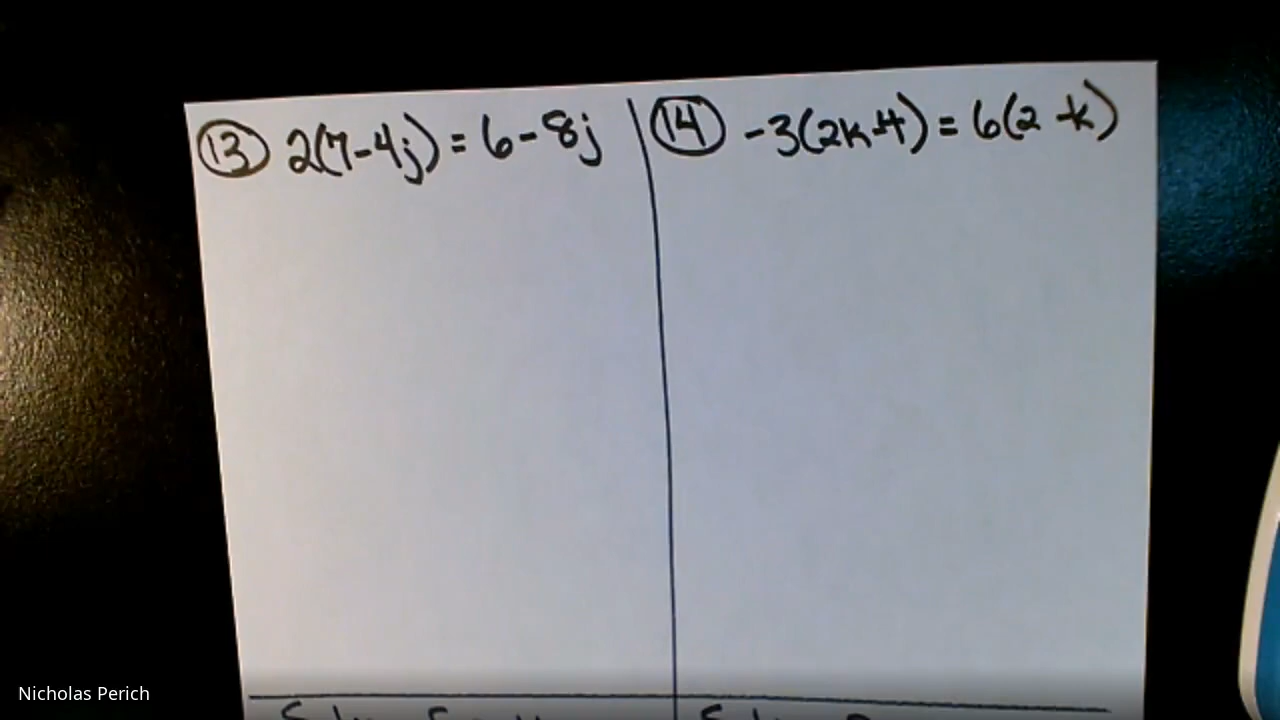 13 2(7-4j) = 6-8j
14 -3(2k-4) = 6(2-k)
Nicholas Perich